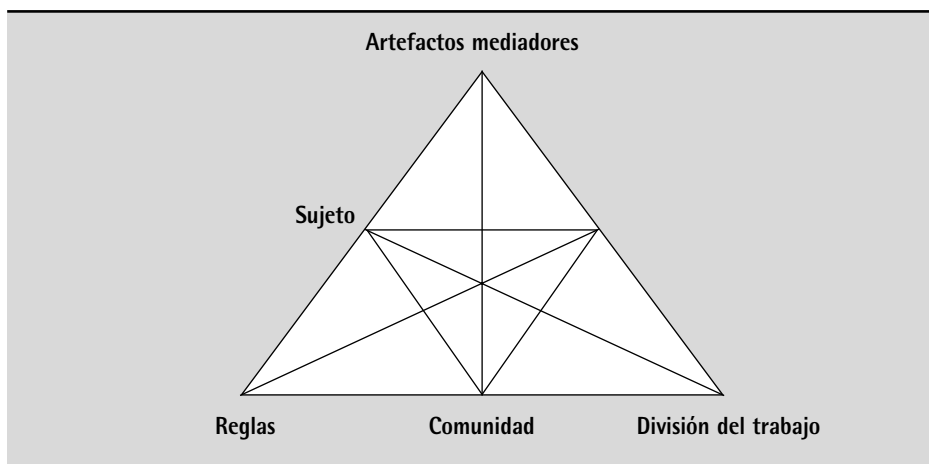 Artefactos mediadores
Sujeto
Reglas Comunidad División del trabajo